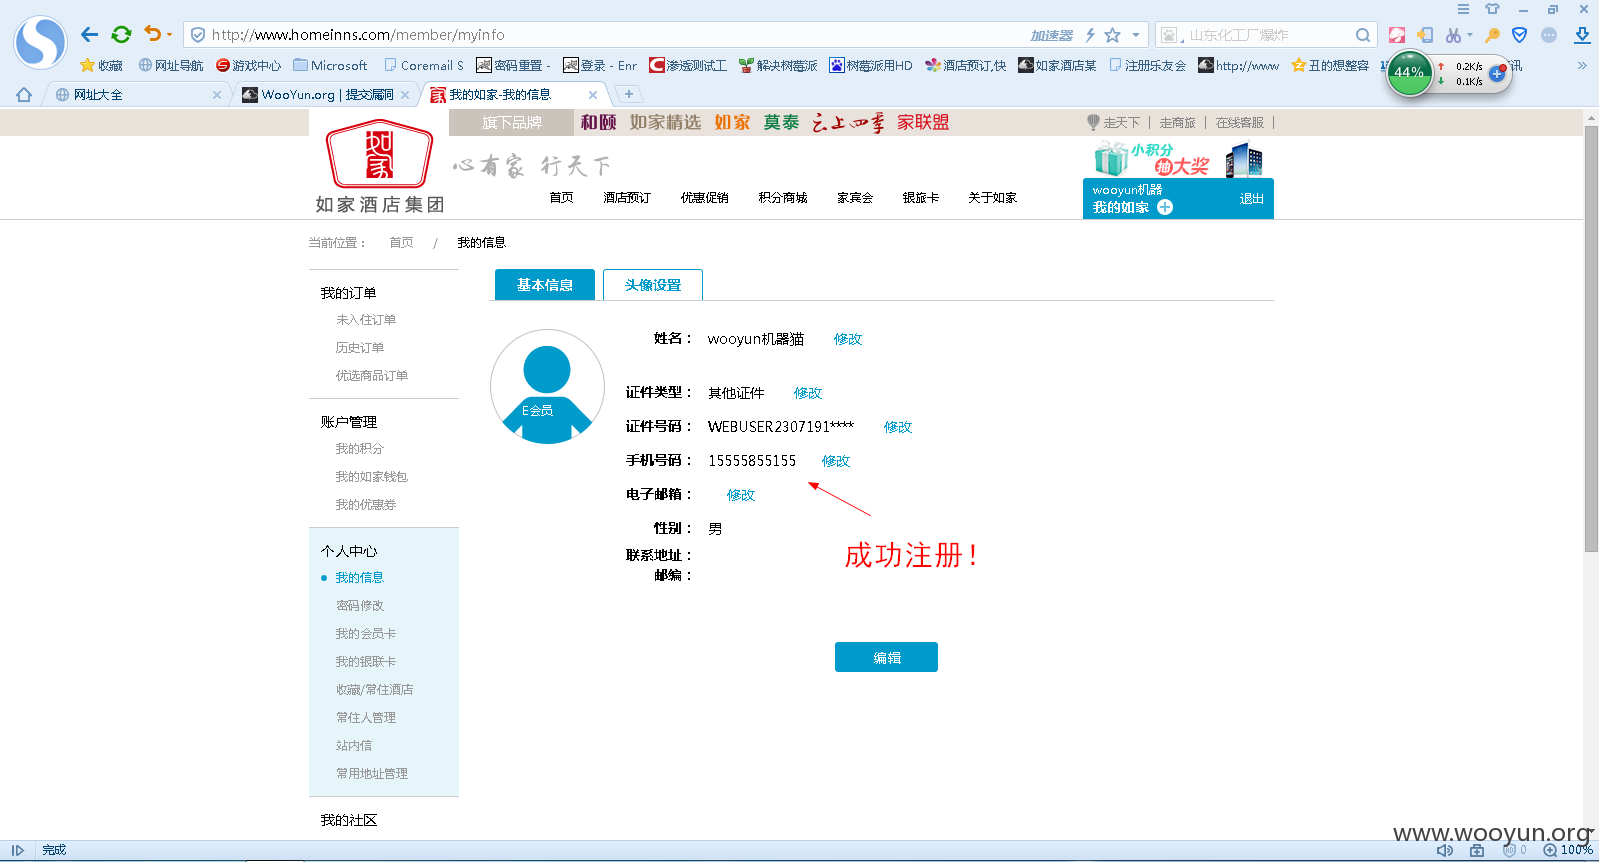 http://www.homeinns.com/member/myinfo
加速器
山东化工厂爆炸
收藏 网址导航 游戏中心 Microsoft Coremail S 密码重置 - 登录 - Enr 渗透测试工 解决树莓派 树莓派用HD 酒店预订,快 如家酒店某 注册乐友会 http://www 丑的想整容 讯
44% 0.2K/s
0.1K/s
网址大全 WooYun.org | 提交漏洞 我的如家-我的信息
旗下品牌 和颐 如家精选 如家 莫泰 云上四季 家联盟
走天下 | 走商旅 | 在线客服 |
如家
如家酒店集团
心有家 行天下
小积分
抽大奖
首页 酒店预订 优惠促销 积分商城 家宾会 银旅卡 关于如家
wooyun机器
我的如家
退出
当前位置： 首页 / 我的信息
我的订单
未入住订单
历史订单
优选商品订单
账户管理
我的积分
我的如家钱包
我的优惠券
个人中心
我的信息
密码修改
我的会员卡
我的银联卡
收藏/常住酒店
常住人管理
站内信
常用地址管理
我的社区
基本信息 头像设置
E会员
姓名： wooyun机器猫 修改
证件类型： 其他证件 修改
证件号码： WEBUSER2307191**** 修改
手机号码： 15555855155 修改
电子邮箱： 修改
性别： 男
联系地址：
邮编：
成功注册！
编辑
www.wooyun.org
完成
0
100%